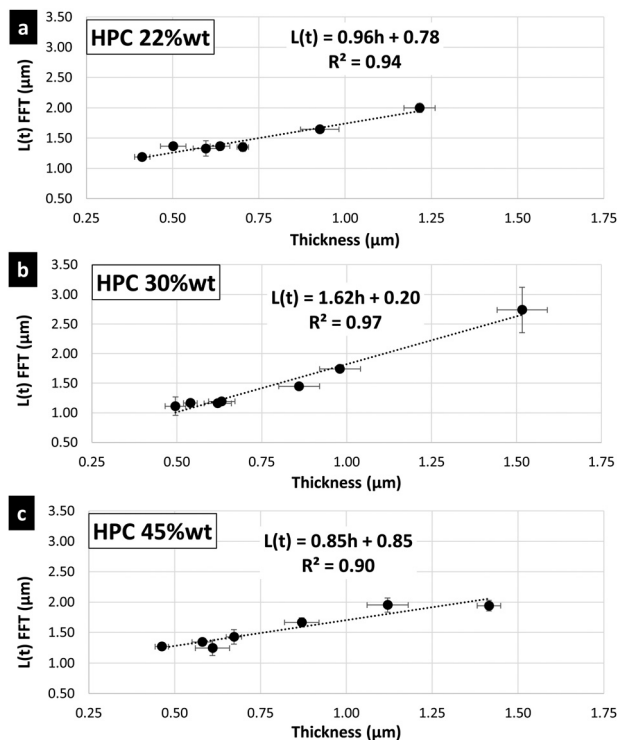 a
HPC 22%wt
L(t) = 0.96h + 0.78
R² = 0.94
L(t) FFT (μm)
3.50
3.00
2.50
2.00
1.50
1.00
0.50
0.25 0.50 0.75 1.00 1.25 1.50 1.75
Thickness (μm)
b
HPC 30%wt
L(t) = 1.62h + 0.20
R² = 0.97
L(t) FFT (μm)
3.50
3.00
2.50
2.00
1.50
1.00
0.50
0.25 0.50 0.75 1.00 1.25 1.50 1.75
Thickness (μm)
c
HPC 45%wt
L(t) = 0.85h + 0.85
R² = 0.90
L(t) FFT (μm)
3.50
3.00
2.50
2.00
1.50
1.00
0.50
0.25 0.50 0.75 1.00 1.25 1.50 1.75
Thickness (μm)